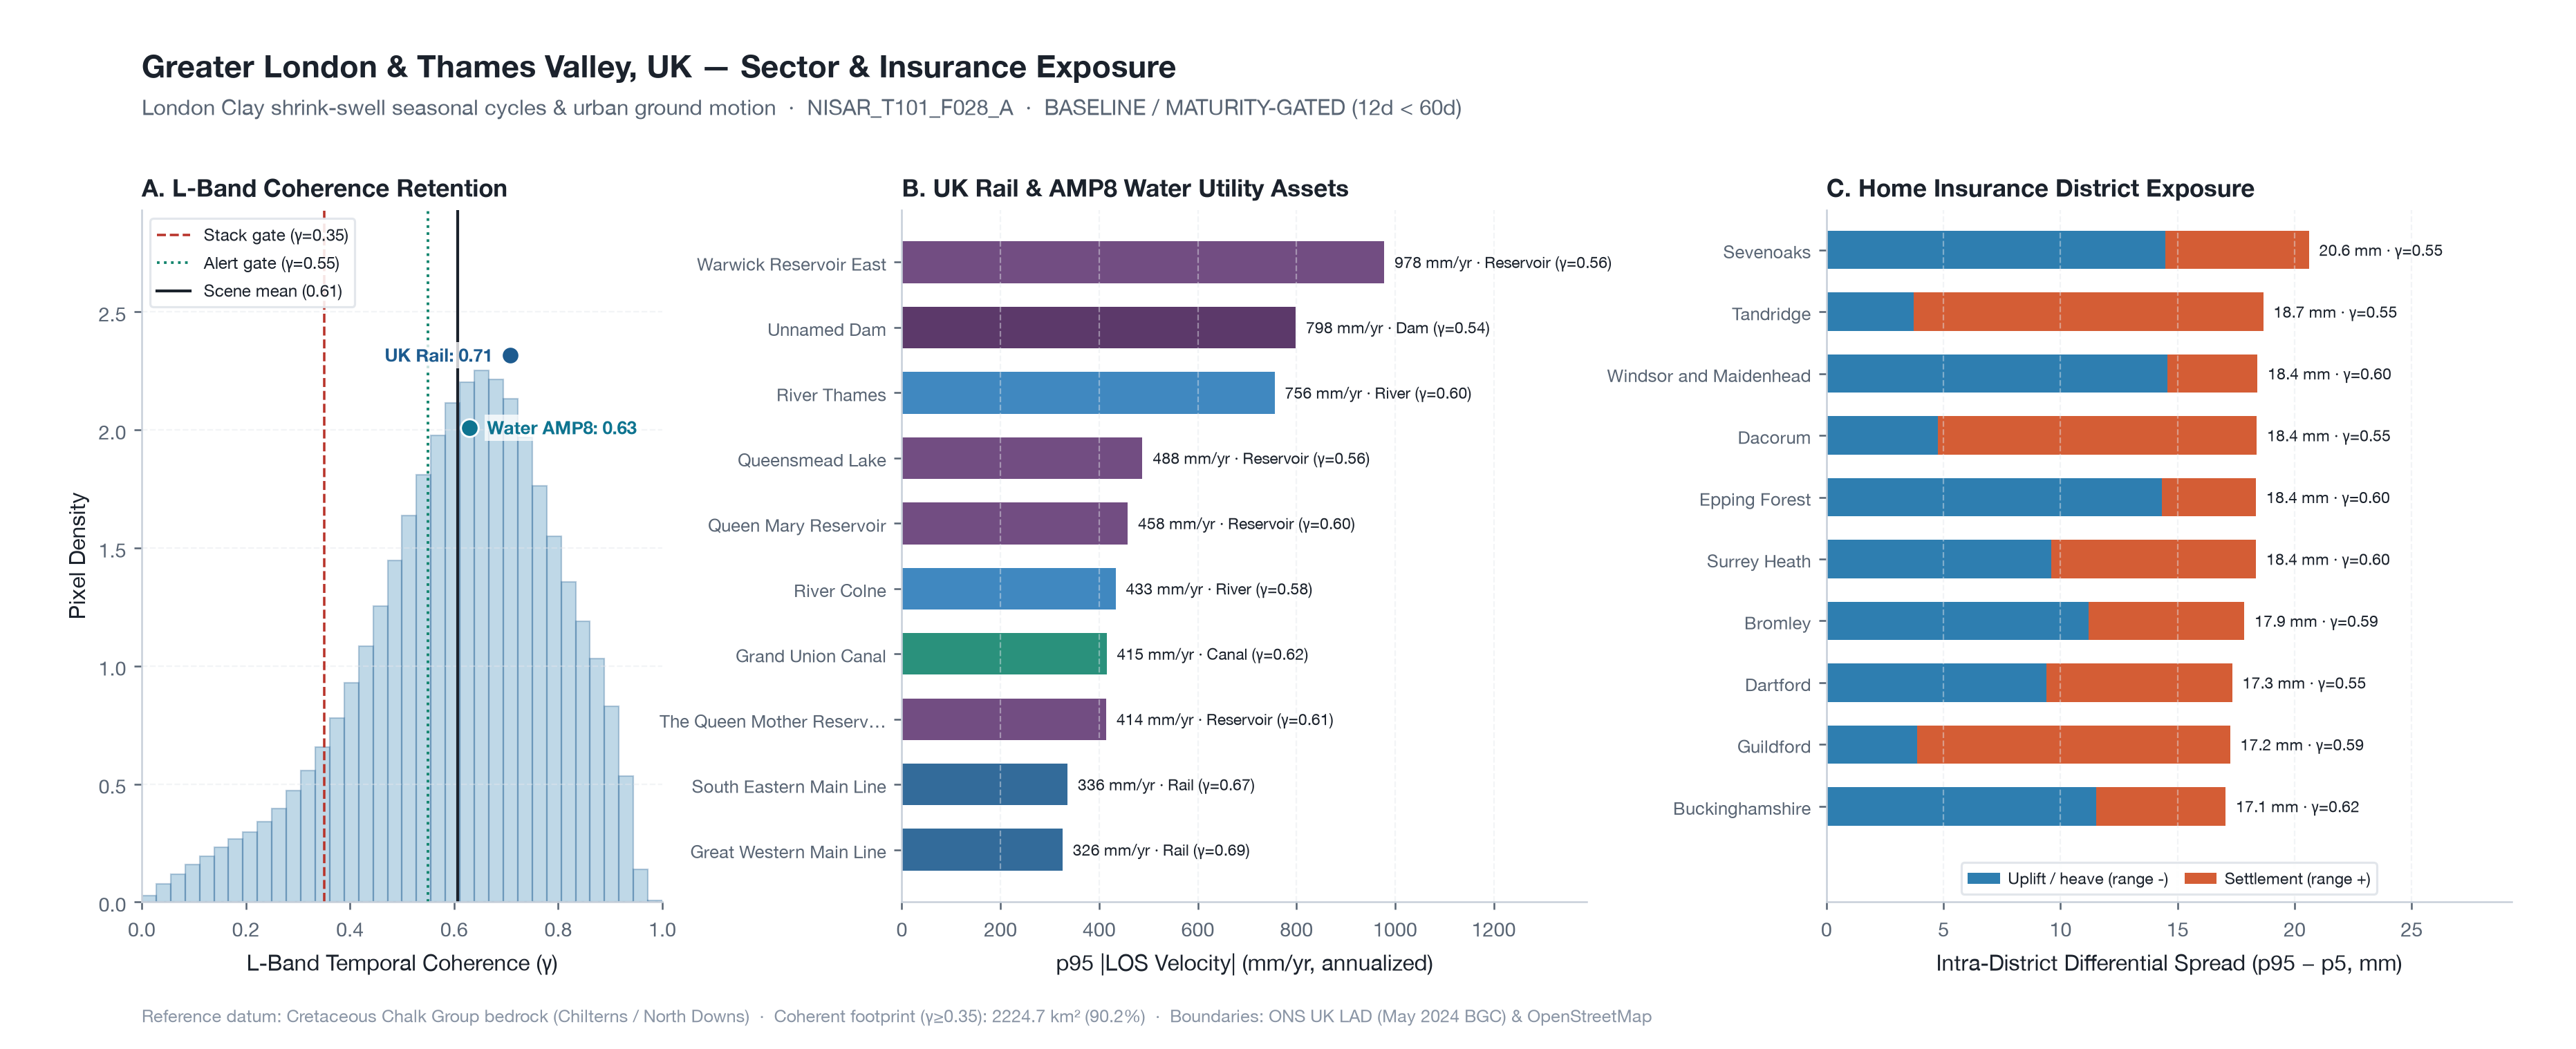 Greater London & Thames Valley, UK — Sector & Insurance Exposure
London Clay shrink-swell seasonal cycles & urban ground motion · NISAR_T101_F028_A · BASELINE / MATURITY-GATED (12d < 60d)
A. L-Band Coherence Retention
Stack gate (γ=0.35)
Alert gate (γ=0.55)
Scene mean (0.61)
UK Rail: 0.71
Water AMP8: 0.63
Pixel Density
2.5
2.0
1.5
1.0
0.5
0.0
0.0 0.2 0.4 0.6 0.8 1.0
L-Band Temporal Coherence (γ)
B. UK Rail & AMP8 Water Utility Assets
Warwick Reservoir East 978 mm/yr · Reservoir (γ=0.56)
Unnamed Dam 798 mm/yr · Dam (γ=0.54)
River Thames 756 mm/yr · River (γ=0.60)
Queensmead Lake 488 mm/yr · Reservoir (γ=0.56)
Queen Mary Reservoir 458 mm/yr · Reservoir (γ=0.60)
River Colne 433 mm/yr · River (γ=0.58)
Grand Union Canal 415 mm/yr · Canal (γ=0.62)
The Queen Mother Reserv… 414 mm/yr · Reservoir (γ=0.61)
South Eastern Main Line 336 mm/yr · Rail (γ=0.67)
Great Western Main Line 326 mm/yr · Rail (γ=0.69)
0 200 400 600 800 1000 1200
p95 |LOS Velocity| (mm/yr, annualized)
C. Home Insurance District Exposure
Sevenoaks 20.6 mm · γ=0.55
Tandridge 18.7 mm · γ=0.55
Windsor and Maidenhead 18.4 mm · γ=0.60
Dacorum 18.4 mm · γ=0.55
Epping Forest 18.4 mm · γ=0.60
Surrey Heath 18.4 mm · γ=0.60
Bromley 17.9 mm · γ=0.59
Dartford 17.3 mm · γ=0.55
Guildford 17.2 mm · γ=0.59
Buckinghamshire 17.1 mm · γ=0.62
Uplift / heave (range -) Settlement (range +)
0 5 10 15 20 25
Intra-District Differential Spread (p95 – p5, mm)
Reference datum: Cretaceous Chalk Group bedrock (Chilterns / North Downs) · Coherent footprint (γ≥0.35): 2224.7 km² (90.2%) · Boundaries: ONS UK LAD (May 2024 BGC) & OpenStreetMap